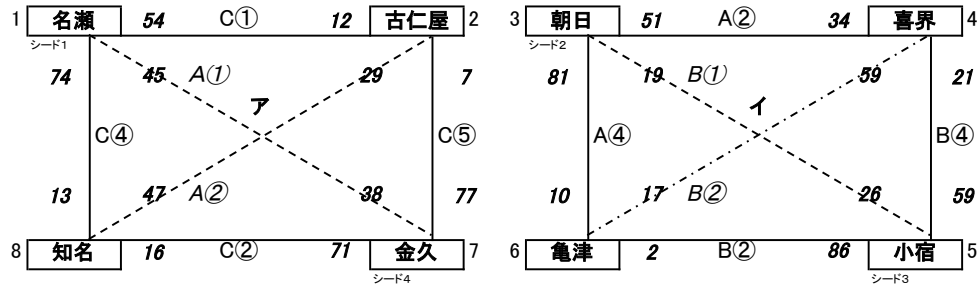 1 名瀬 54 C① 12 古仁屋 2 3 朝日 51 A② 34 喜界 4
シード1 シード2
74 45 A① 29 7 81 19 B① 59 21
ア イ
C④ C⑤ A④ B④
13 47 A② 38 77 10 17 B② 26 59
8 知名 16 C② 71 金久 7 6 亀津 2 B② 86 小宿 5
シード4 シード3